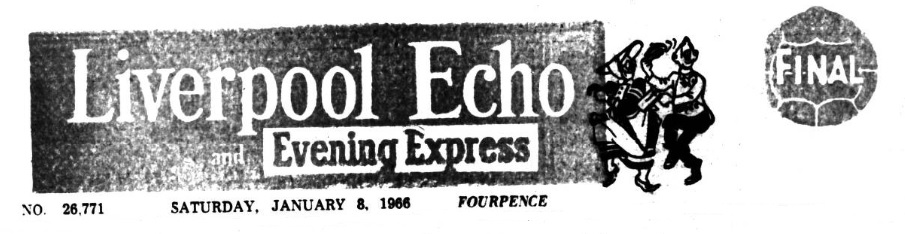 Liverpool Echo
and Evening Express
FINAL
NO. 26,771 SATURDAY, JANUARY 8, 1966 FOURPENCE